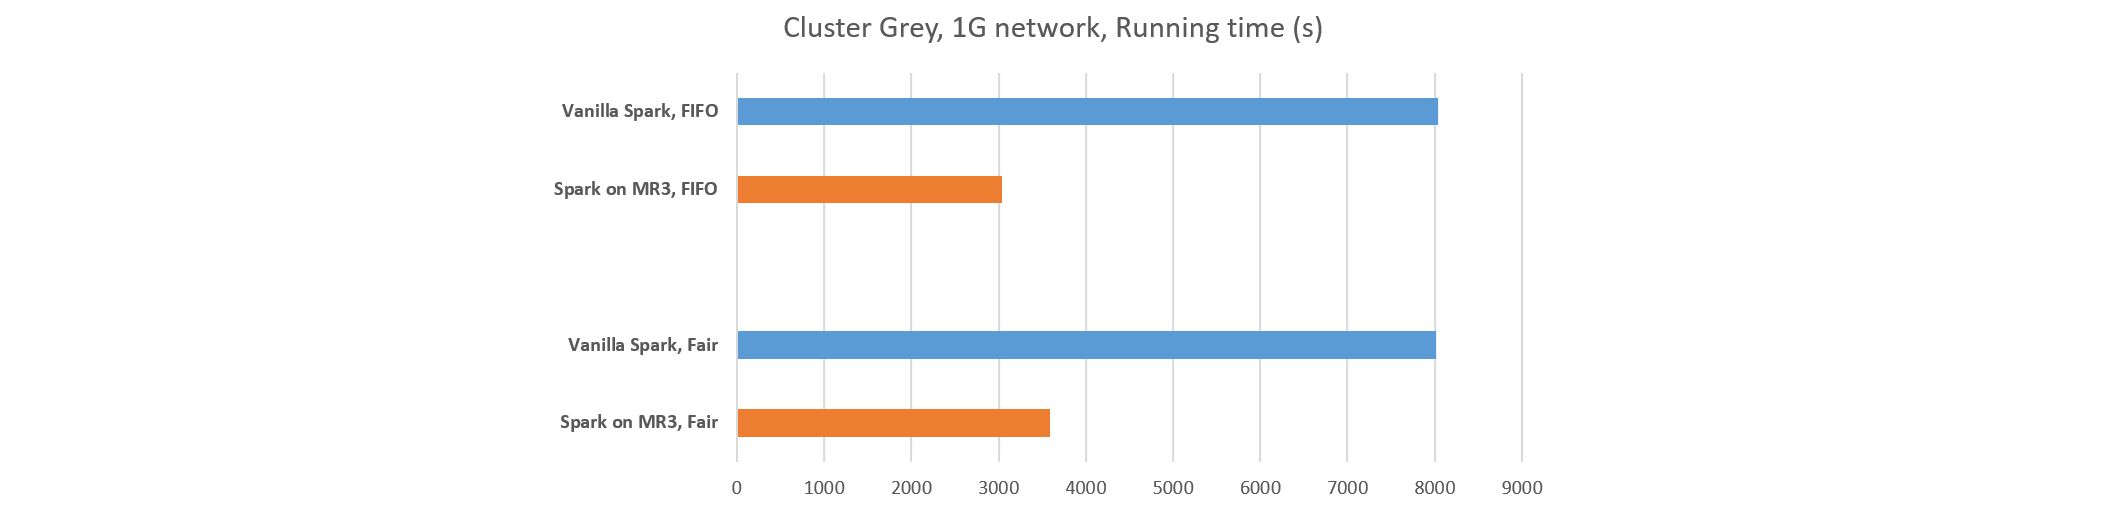 Cluster Grey, 1G network, Running time (s)
Vanilla Spark, FIFO
Spark on MR3, FIFO
Vanilla Spark, Fair
Spark on MR3, Fair
0 1000 2000 3000 4000 5000 6000 7000 8000 9000